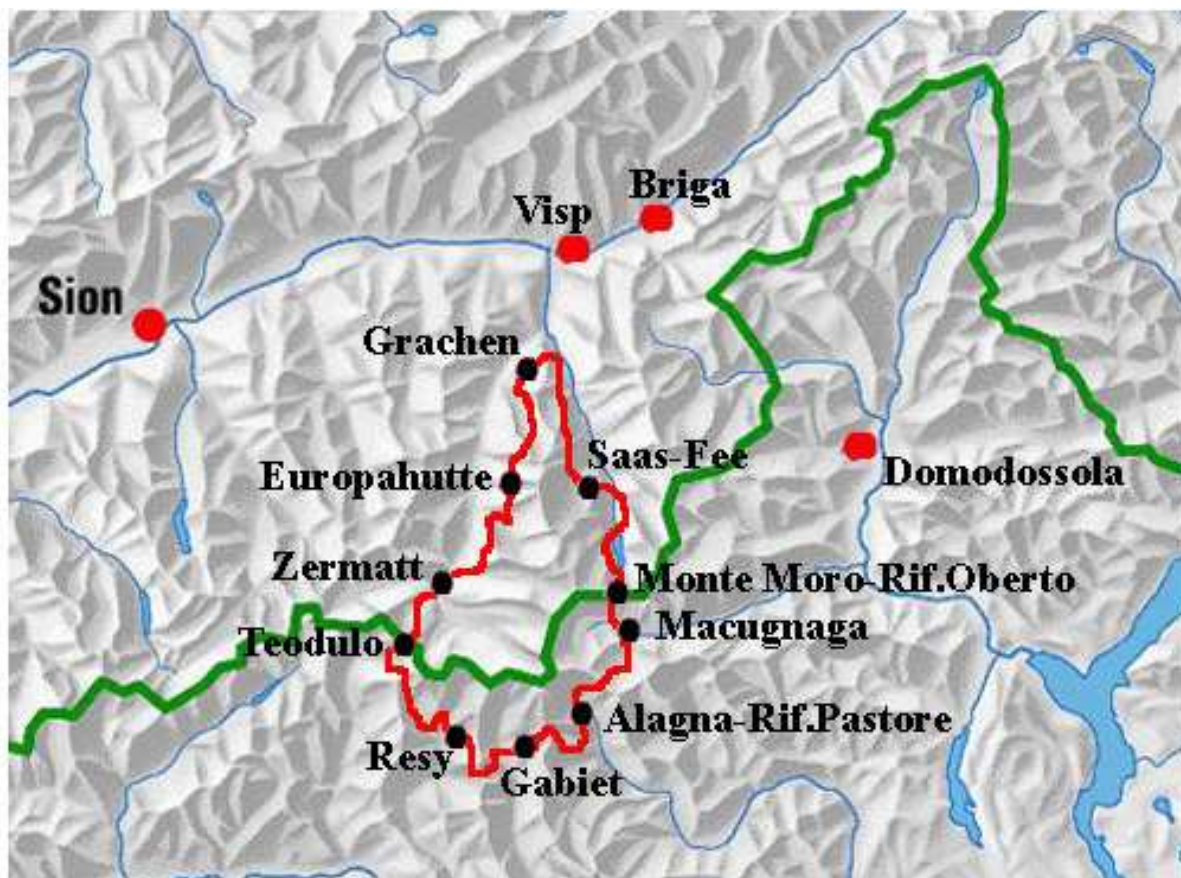 Briga
Visp
Sion
Grachen
Saas-Fee
Europahutte
Domodossola
Zermatt
Monte Moro-Rif.Oberto
Teodulo
Macugnaga
Alagna-Rif.Pastore
Resy
Gabiet